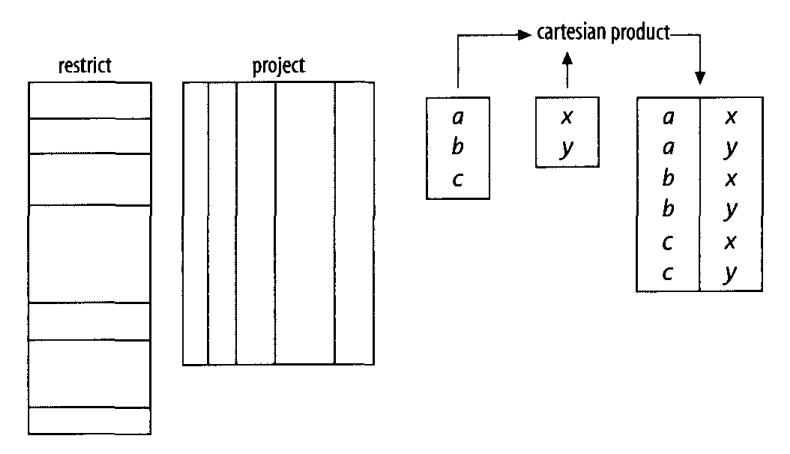 restrict
project
cartesian product
a
b
c
x
y
a x
a y
b x
b y
c x
c y